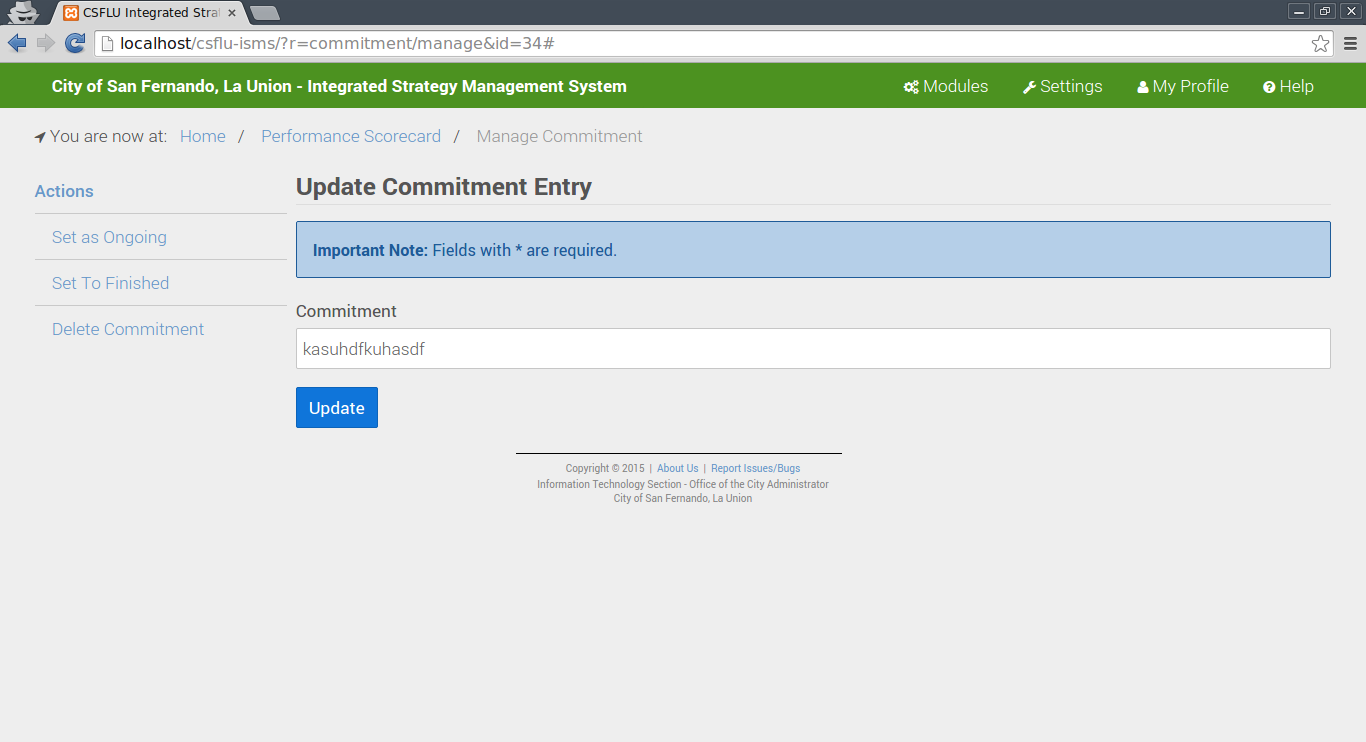 CSFLU Integrated Stra
localhost/csflu-isms/?r=commitment/manage&id=34#
City of San Fernando, La Union - Integrated Strategy Management System
Modules Settings My Profile Help
You are now at: Home / Performance Scorecard / Manage Commitment
Actions
Set as Ongoing
Set To Finished
Delete Commitment
Update Commitment Entry
Important Note: Fields with * are required.
Commitment
kasuhdfkuhasdf
Update
Copyright © 2015 | About Us | Report Issues/Bugs
Information Technology Section - Office of the City Administrator
City of San Fernando, La Union